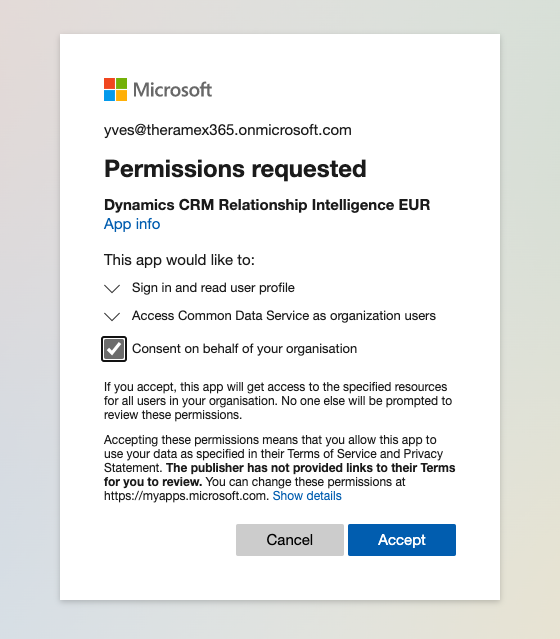 Microsoft
yves@theramex365.onmicrosoft.com
Permissions requested
Dynamics CRM Relationship Intelligence EUR
App info
This app would like to:
Sign in and read user profile
Access Common Data Service as organization users
Consent on behalf of your organisation
If you accept, this app will get access to the specified resources
for all users in your organisation. No one else will be prompted to
review these permissions.
Accepting these permissions means that you allow this app to
use your data as specified in their Terms of Service and Privacy
Statement. The publisher has not provided links to their Terms
for you to review. You can change these permissions at
https://myapps.microsoft.com. Show details
Cancel
Accept